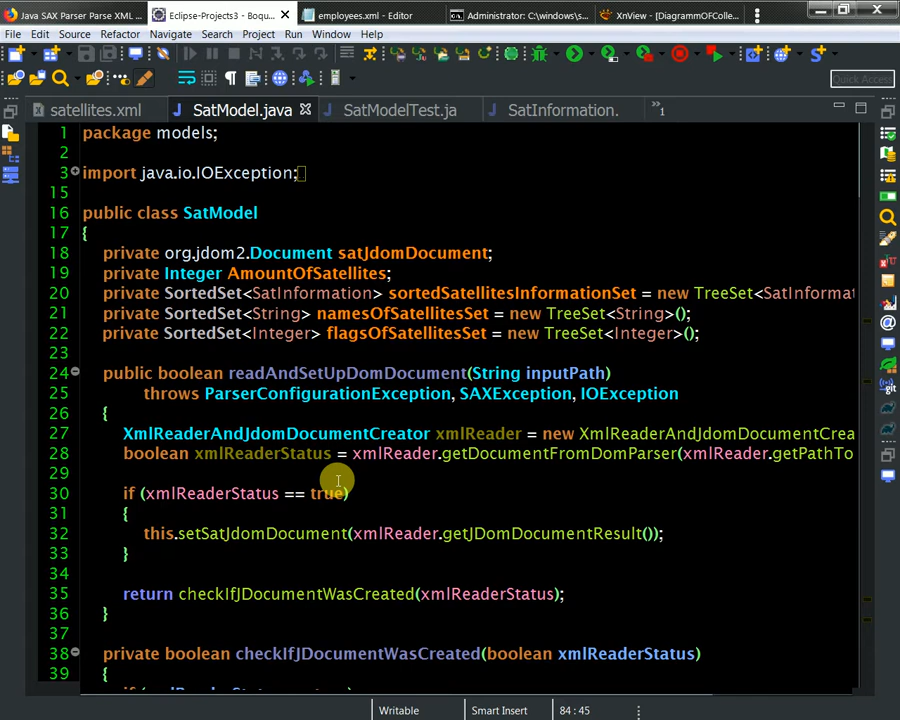 Java SAX Parser Parse XML ...
Eclipse-Projects3 - Boqu...
employees.xml - Editor
Administrator: C:\windows\s...
XnView - [DiagrammOFColle...
File Edit Source Refactor Navigate Search Project Run Window Help
Quick Access
satellites.xml
SatModel.java
SatModelTest.ja
SatInformation.
»1
1 package models;
2
3 import java.io.IOException;
15
16 public class SatModel
17 {
18 private org.jdom2.Document satJdomDocument;
19 private Integer AmountOfSatellites;
20 private SortedSet<SatInformation> sortedSatellitesInformationSet = new TreeSet<SatInformat
21 private SortedSet<String> namesOfSatellitesSet = new TreeSet<String>();
22 private SortedSet<Integer> flagsOfSatellitesSet = new TreeSet<Integer>();
23
24 public boolean readAndSetUpDomDocument(String inputPath)
25 throws ParserConfigurationException, SAXException, IOException
26 {
27 XmlReaderAndJdomDocumentCreator xmlReader = new XmlReaderAndJdomDocumentCrea
28 boolean xmlReaderStatus = xmlReader.getDocumentFromDomParser(xmlReader.getPathTo
29
30 if (xmlReaderStatus == true)
31 {
32 this.setSatJdomDocument(xmlReader.getJDomDocumentResult());
33 }
34
35 return checkIfJDocumentWasCreated(xmlReaderStatus);
36 }
37
38 private boolean checkIfJDocumentWasCreated(boolean xmlReaderStatus)
39 {
Writable
Smart Insert
84 : 45